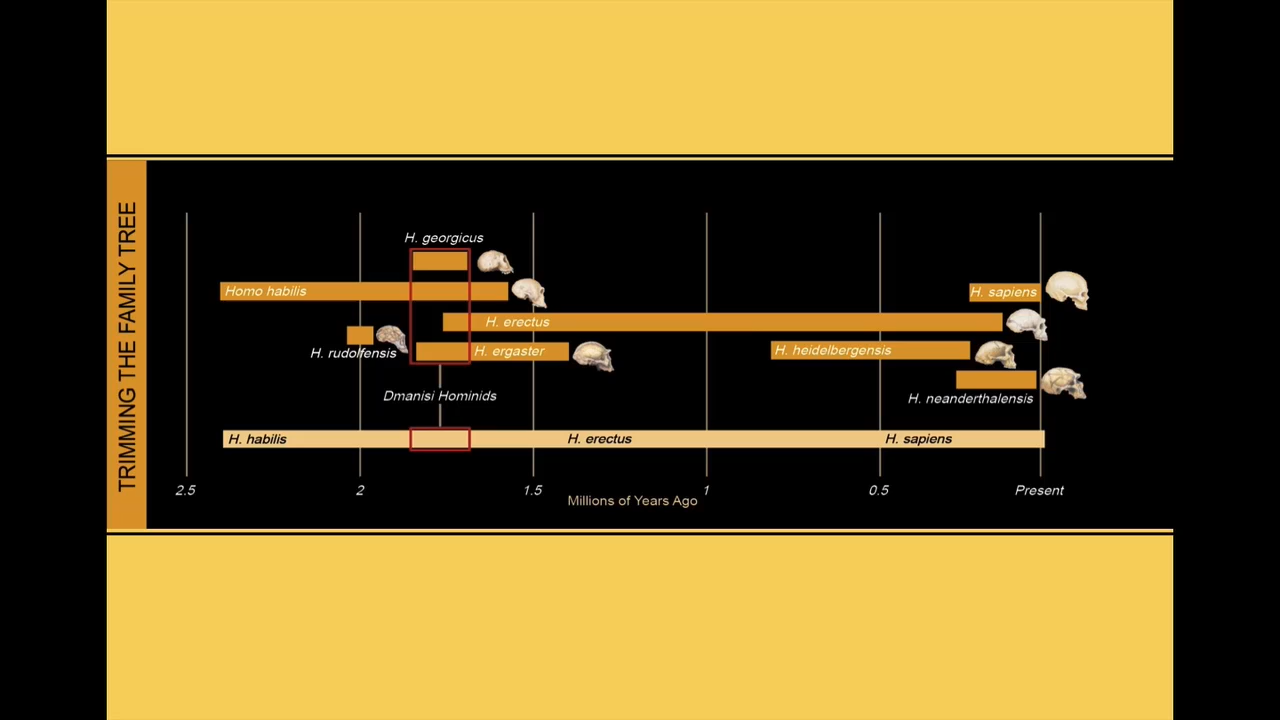 TRIMMING THE FAMILY TREE
H. georgicus
Homo habilis
H. sapiens
H. erectus
H. rudolfensis
H. ergaster
H. heidelbergensis
Dmanisi Hominids
H. neanderthalensis
H. habilis
H. erectus
H. sapiens
2.5
2
1.5
1
0.5
Present
Millions of Years Ago